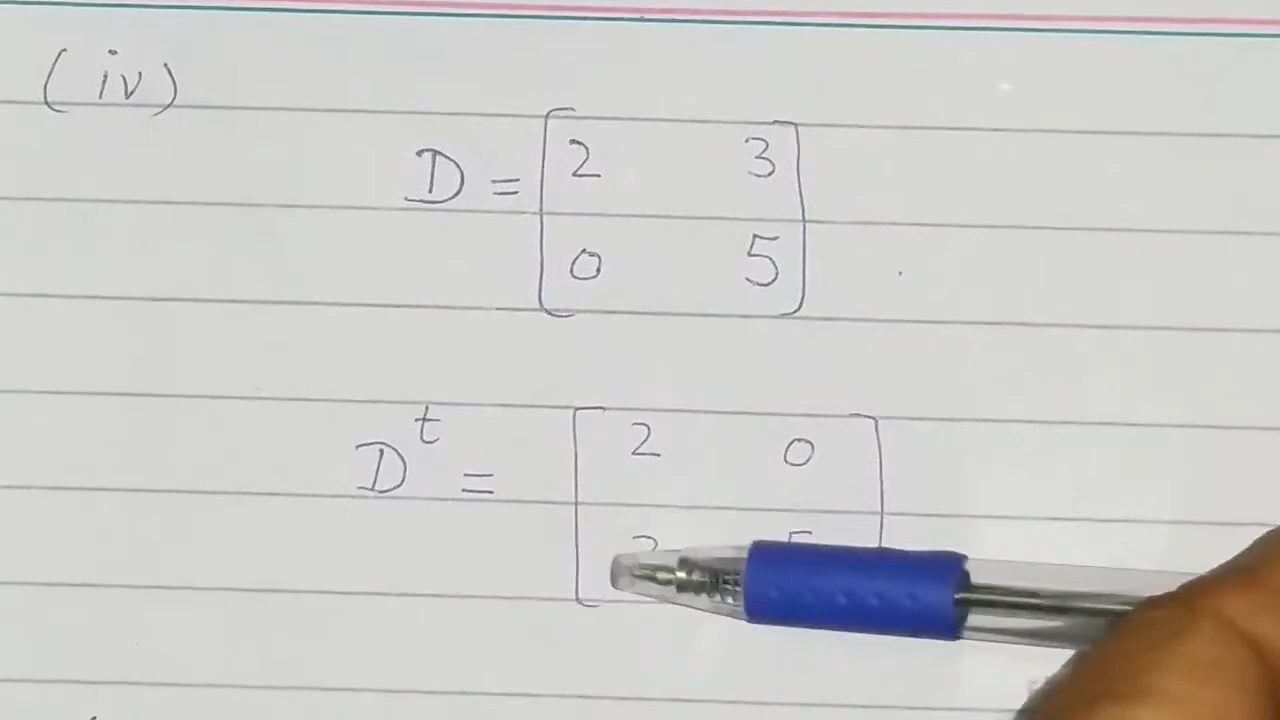 (iv)
D = [2 3
0 5]
D^t = [2 0